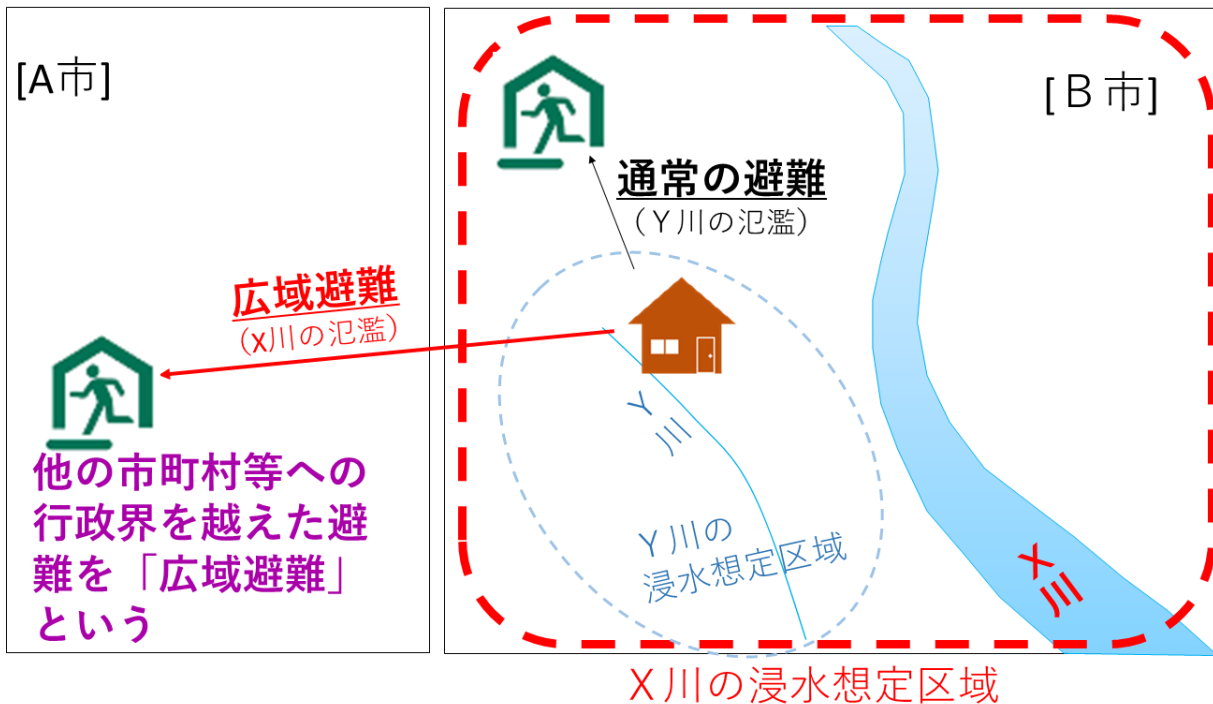 [A市]
[Ｂ市]
通常の避難
（Ｙ川の氾濫）
広域避難
（X川の氾濫）
他の市町村等への
行政界を越えた避
難を「広域避難」
という
Ｙ川
Ｙ川の
浸水想定区域
Ｘ川
Ｘ川の浸水想定区域